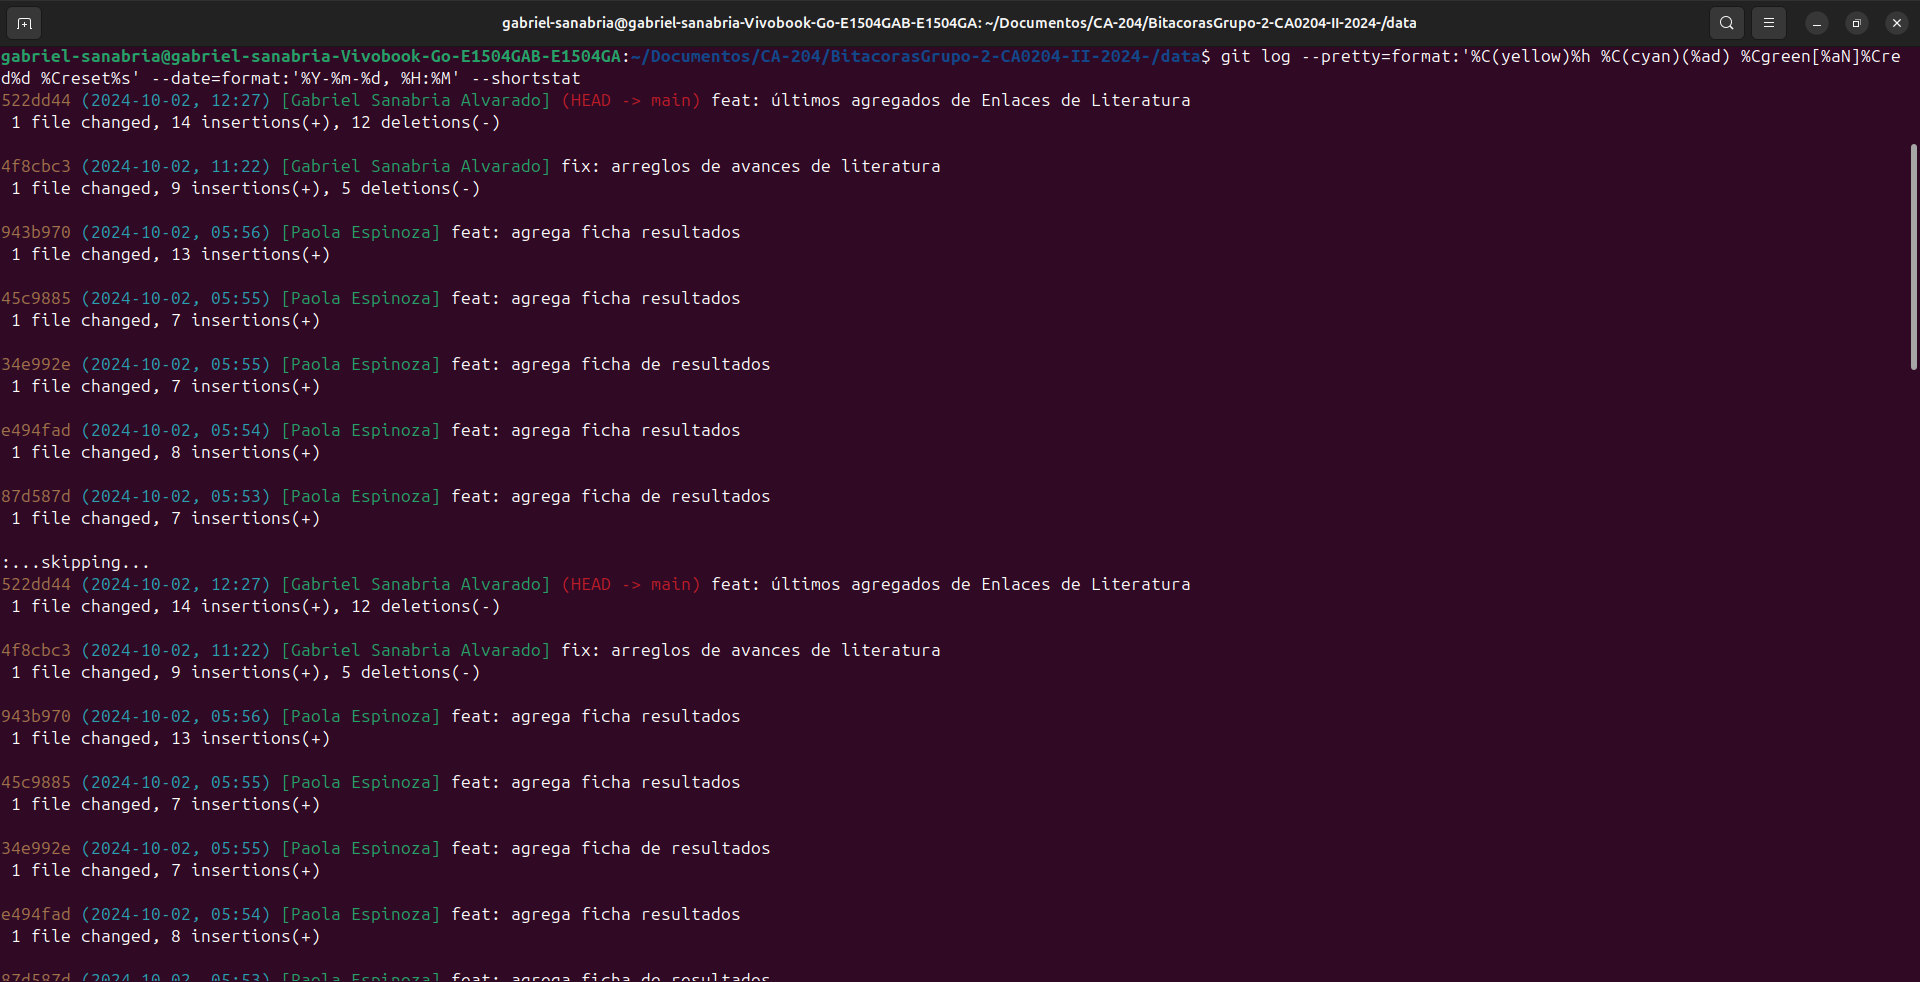 gabriel-sanabria@gabriel-sanabria-Vivobook-Go-E1504GAB-E1504GA: ~/Documentos/CA-204/BitacorasGrupo-2-CA0204-II-2024-/data
gabriel-sanabria@gabriel-sanabria-Vivobook-Go-E1504GAB-E1504GA:~/Documentos/CA-204/BitacorasGrupo-2-CA0204-II-2024-/data$ git log --pretty=format:'%C(yellow)%h %C(cyan)(%ad) %Cgreen[%aN]%Cre
d%d %Creset%s' --date=format:'%Y-%m-%d, %H:%M' --shortstat
522dd44 (2024-10-02, 12:27) [Gabriel Sanabria Alvarado] (HEAD -> main) feat: últimos agregados de Enlaces de Literatura
 1 file changed, 14 insertions(+), 12 deletions(-)
4f8cbc3 (2024-10-02, 11:22) [Gabriel Sanabria Alvarado] fix: arreglos de avances de literatura
 1 file changed, 9 insertions(+), 5 deletions(-)
943b970 (2024-10-02, 05:56) [Paola Espinoza] feat: agrega ficha resultados
 1 file changed, 13 insertions(+)
45c9885 (2024-10-02, 05:55) [Paola Espinoza] feat: agrega ficha resultados
 1 file changed, 7 insertions(+)
34e992e (2024-10-02, 05:55) [Paola Espinoza] feat: agrega ficha de resultados
 1 file changed, 7 insertions(+)
e494fad (2024-10-02, 05:54) [Paola Espinoza] feat: agrega ficha resultados
 1 file changed, 8 insertions(+)
87d587d (2024-10-02, 05:53) [Paola Espinoza] feat: agrega ficha de resultados
 1 file changed, 7 insertions(+)
:...skipping...
522dd44 (2024-10-02, 12:27) [Gabriel Sanabria Alvarado] (HEAD -> main) feat: últimos agregados de Enlaces de Literatura
 1 file changed, 14 insertions(+), 12 deletions(-)
4f8cbc3 (2024-10-02, 11:22) [Gabriel Sanabria Alvarado] fix: arreglos de avances de literatura
 1 file changed, 9 insertions(+), 5 deletions(-)
943b970 (2024-10-02, 05:56) [Paola Espinoza] feat: agrega ficha resultados
 1 file changed, 13 insertions(+)
45c9885 (2024-10-02, 05:55) [Paola Espinoza] feat: agrega ficha resultados
 1 file changed, 7 insertions(+)
34e992e (2024-10-02, 05:55) [Paola Espinoza] feat: agrega ficha de resultados
 1 file changed, 7 insertions(+)
e494fad (2024-10-02, 05:54) [Paola Espinoza] feat: agrega ficha resultados
 1 file changed, 8 insertions(+)
87d587d (2024-10-02, 05:53) [Paola Espinoza] feat: agrega ficha de resultados